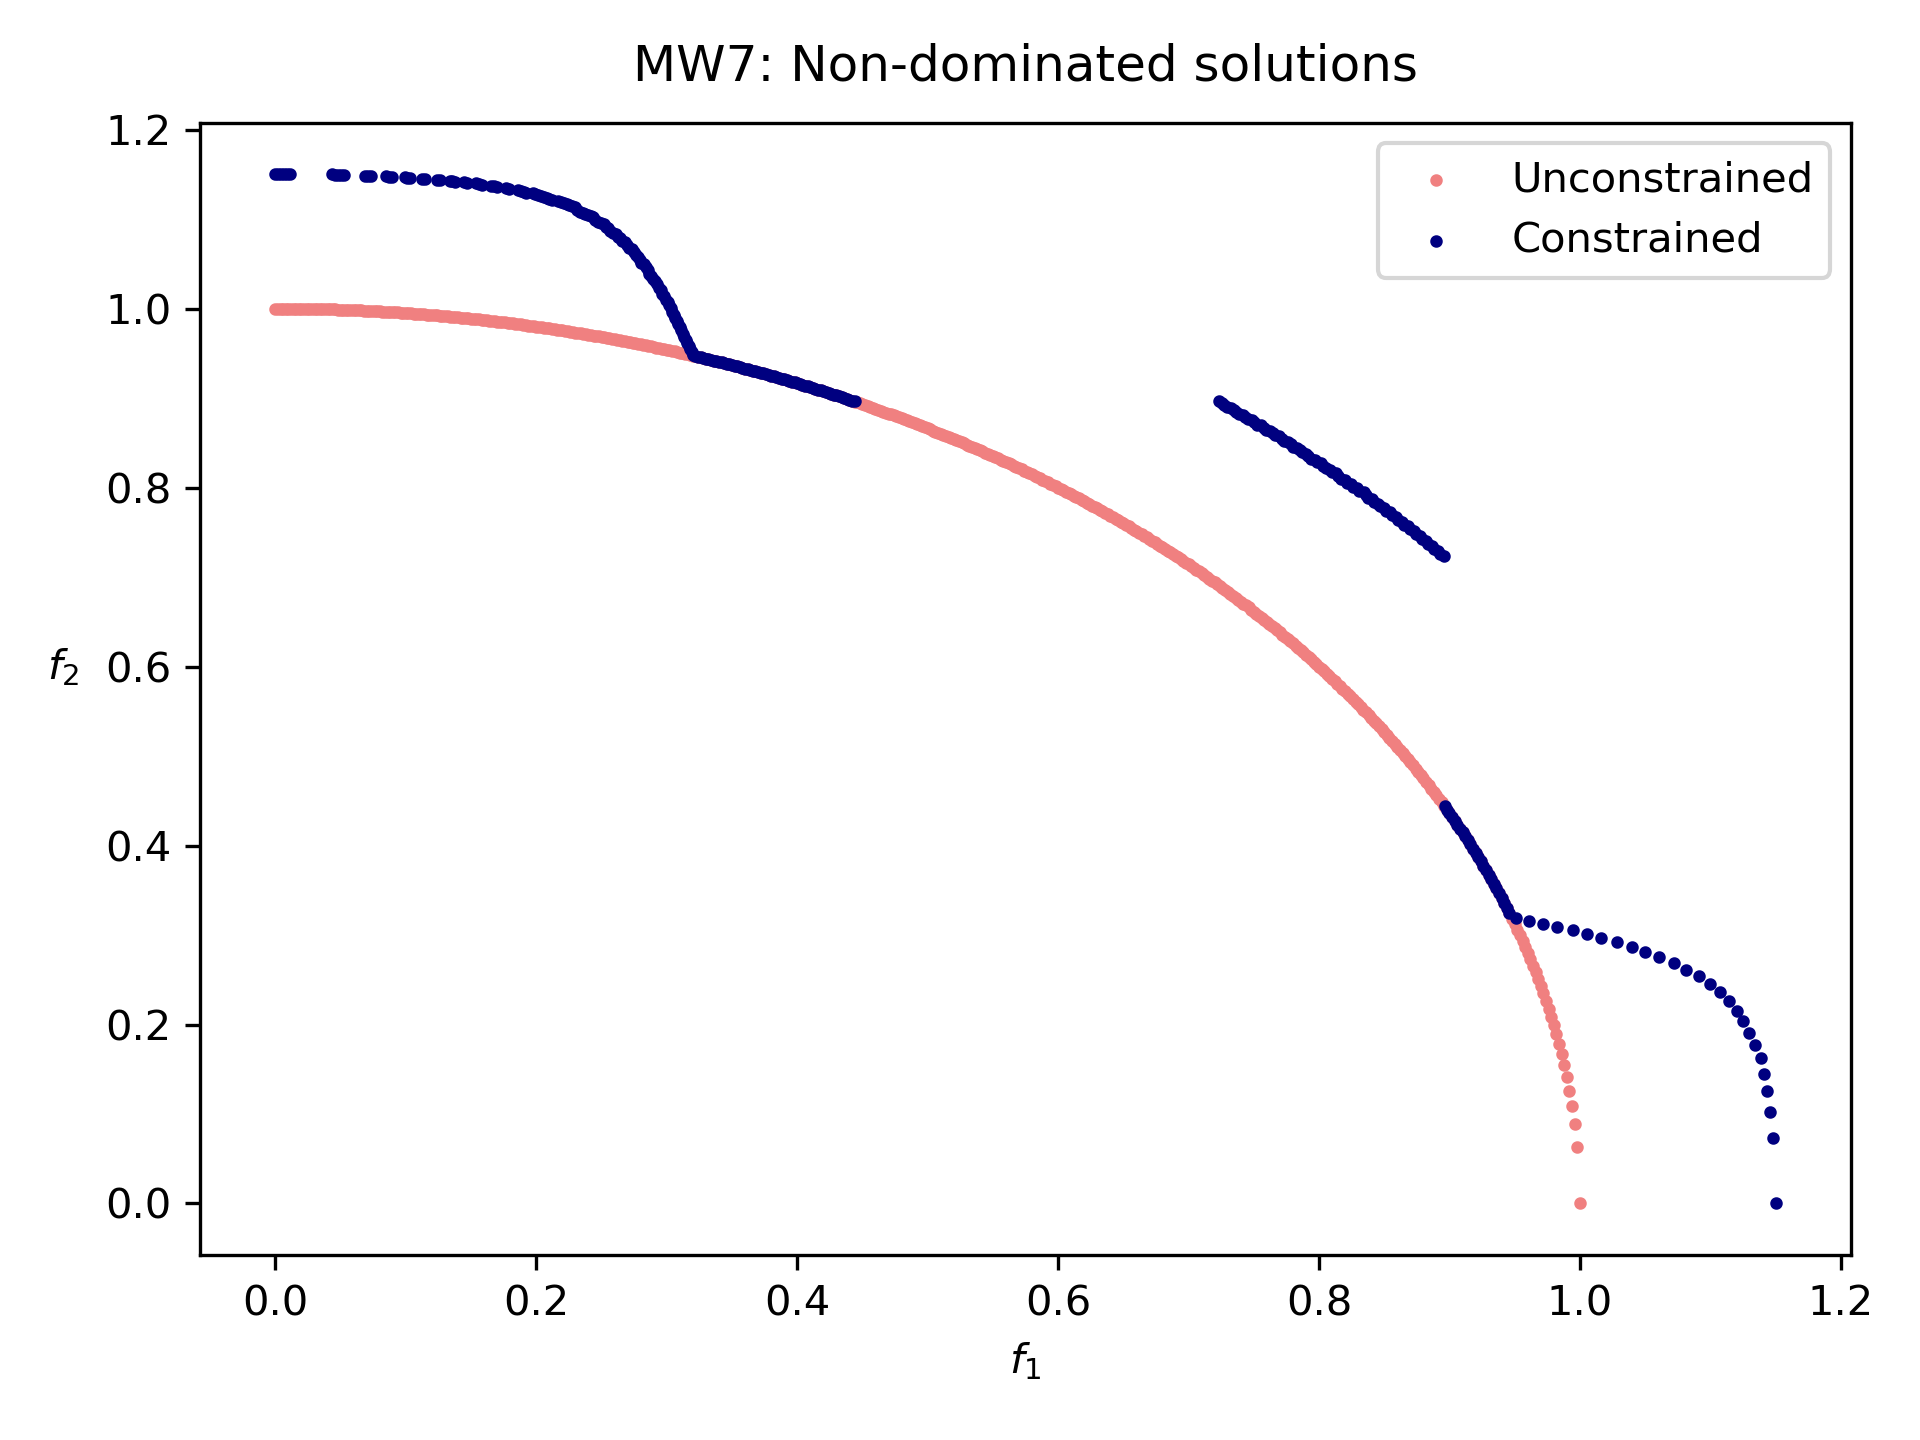 MW7: Non-dominated solutions
Unconstrained
Constrained
1.2
1.0
0.8
0.6
0.4
0.2
0.0
f₂
0.0 0.2 0.4 0.6 0.8 1.0 1.2
f₁